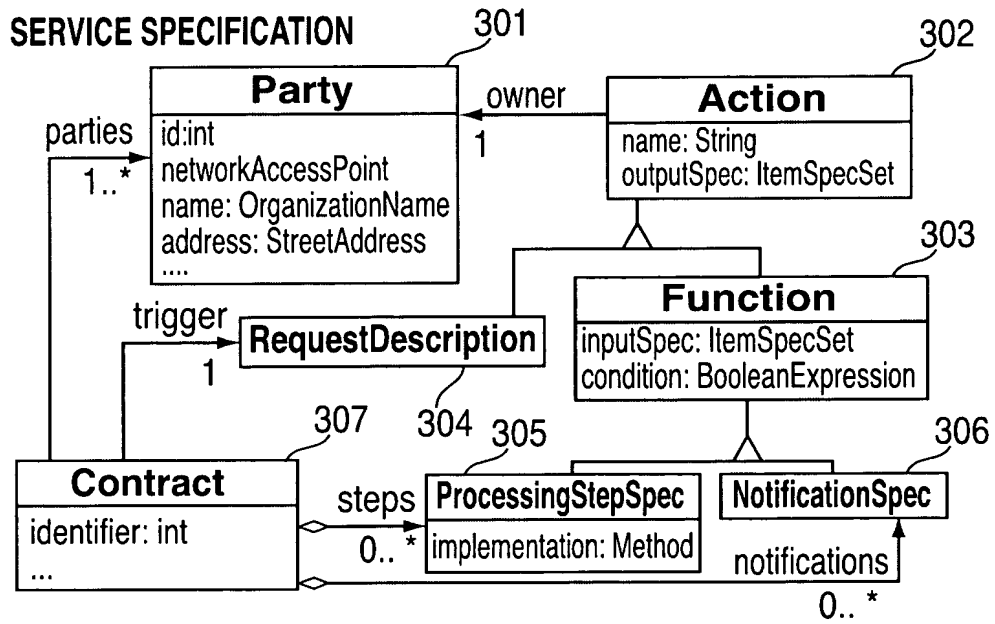 SERVICE SPECIFICATION
301
302
Party
id:int
networkAccessPoint
name: OrganizationName
address: StreetAddress
....
parties
1..*
owner
1
Action
name: String
outputSpec: ItemSpecSet
303
Function
inputSpec: ItemSpecSet
condition: BooleanExpression
trigger
1
RequestDescription
304
307
Contract
identifier: int
...
305
306
steps
0.. *
ProcessingStepSpec
implementation: Method
NotificationSpec
notifications
0.. *